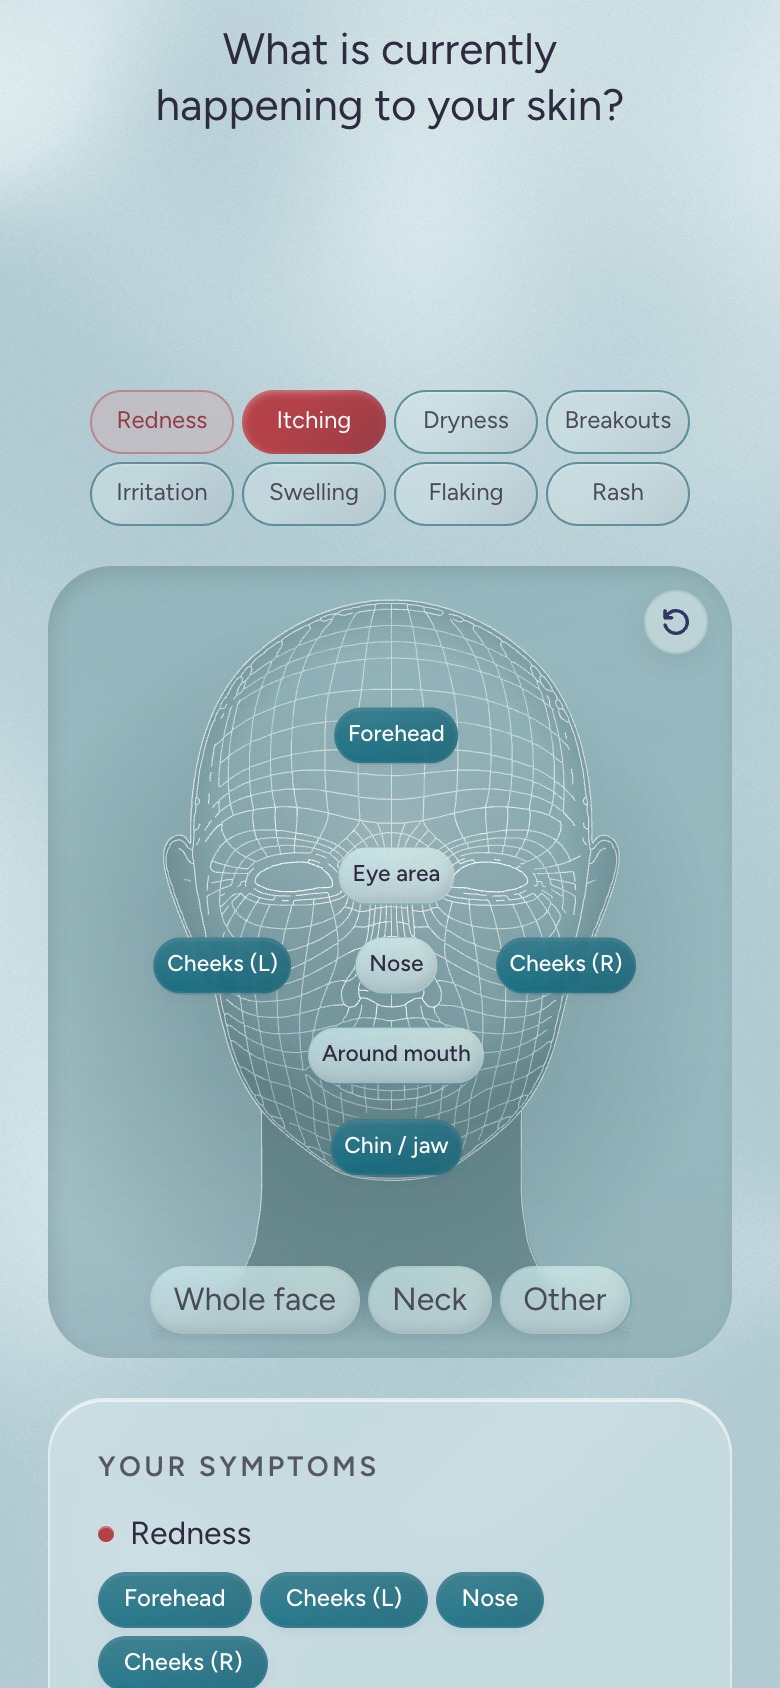 What is currently
happening to your skin?
Redness Itching Dryness Breakouts
Irritation Swelling Flaking Rash
Forehead
Eye area
Cheeks (L) Nose Cheeks (R)
Around mouth
Chin / jaw
Whole face Neck Other
YOUR SYMPTOMS
Redness
Forehead Cheeks (L) Nose
Cheeks (R)